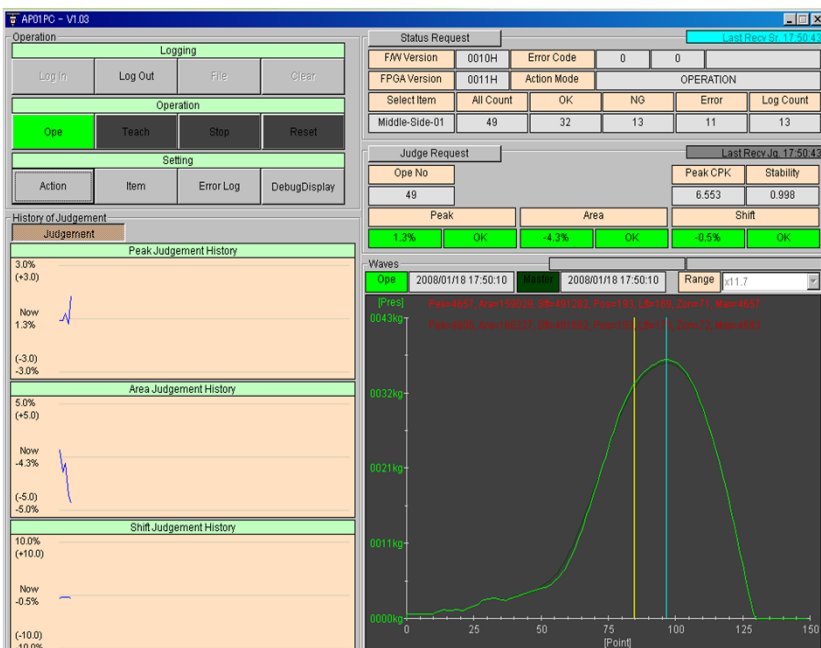 AP01PC - V1.03
Operation
Logging
Log In Log Out File Clear
Operation
Ope Teach Stop Reset
Setting
Action Item Error Log DebugDisplay
History of Judgement
Judgement
Peak Judgement History
3.0%
(+3.0)
Now
1.3%
(-3.0)
-3.0%
Area Judgement History
5.0%
(+5.0)
Now
-4.3%
(-5.0)
-5.0%
Shift Judgement History
10.0%
(+10.0)
Now
-0.5%
(-10.0)
-10.0%
Status Request Last Recv Sr. 17:50:43
F/W Version 0010H Error Code 0 0
FPGA Version 0011H Action Mode OPERATION
Select Item All Count OK NG Error Log Count
Middle-Side-01 49 32 13 11 13
Judge Request Last Recv Jq. 17:50:43
Ope No Peak CPK Stability
49 6.553 0.998
Peak Area Shift
1.3% OK -4.3% OK -0.5% OK
Waves
Ope 2008/01/18 17:50:10 Master 2008/01/18 17:50:10 Range x11.7
[Pres]
0043kg
0032kg
0021kg
0011kg
0000kg
0 25 50 75 100 125 150
[Point]